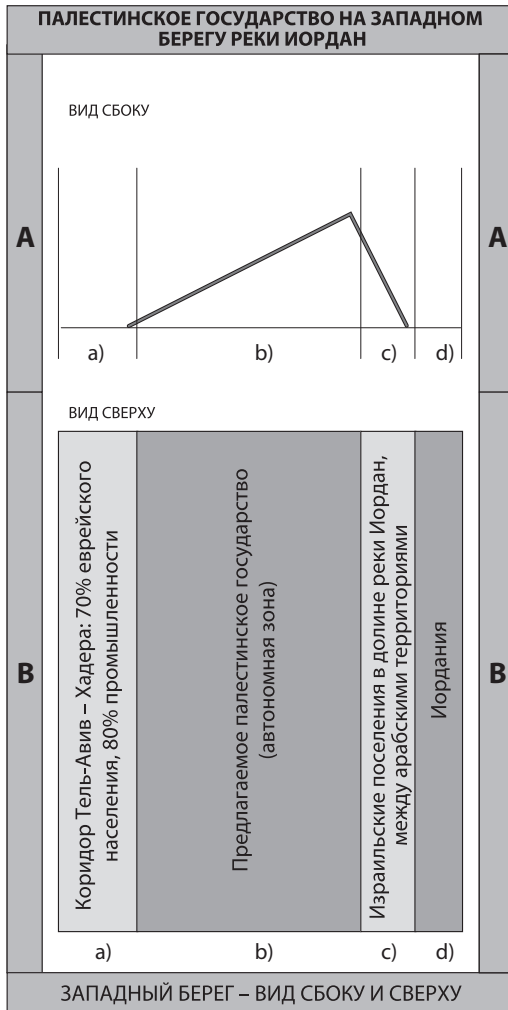 ПАЛЕСТИНСКОЕ ГОСУДАРСТВО НА ЗАПАДНОМ
БЕРЕГУ РЕКИ ИОРДАН
ВИД СБОКУ
A
A
a)
b)
c)
d)
ВИД СВЕРХУ
B
B
Коридор Тель-Авив – Хадера: 70% еврейского
населения, 80% промышленности
Предлагаемое палестинское государство
(автономная зона)
Израильские поселения в долине реки Иордан,
между арабскими территориями
Иордания
a)
b)
c)
d)
ЗАПАДНЫЙ БЕРЕГ – ВИД СБОКУ И СВЕРХУ